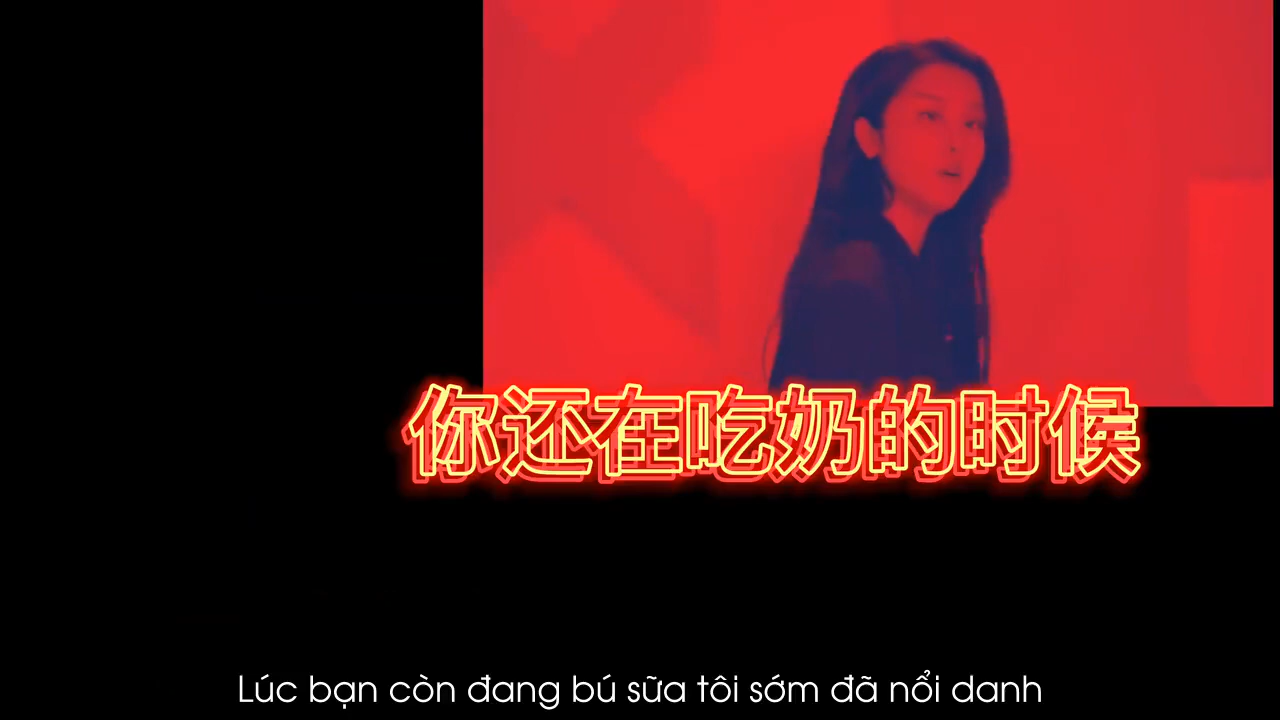 你还在吃奶的时候
Lúc bạn còn đang bú sữa tôi sớm đã nổi danh